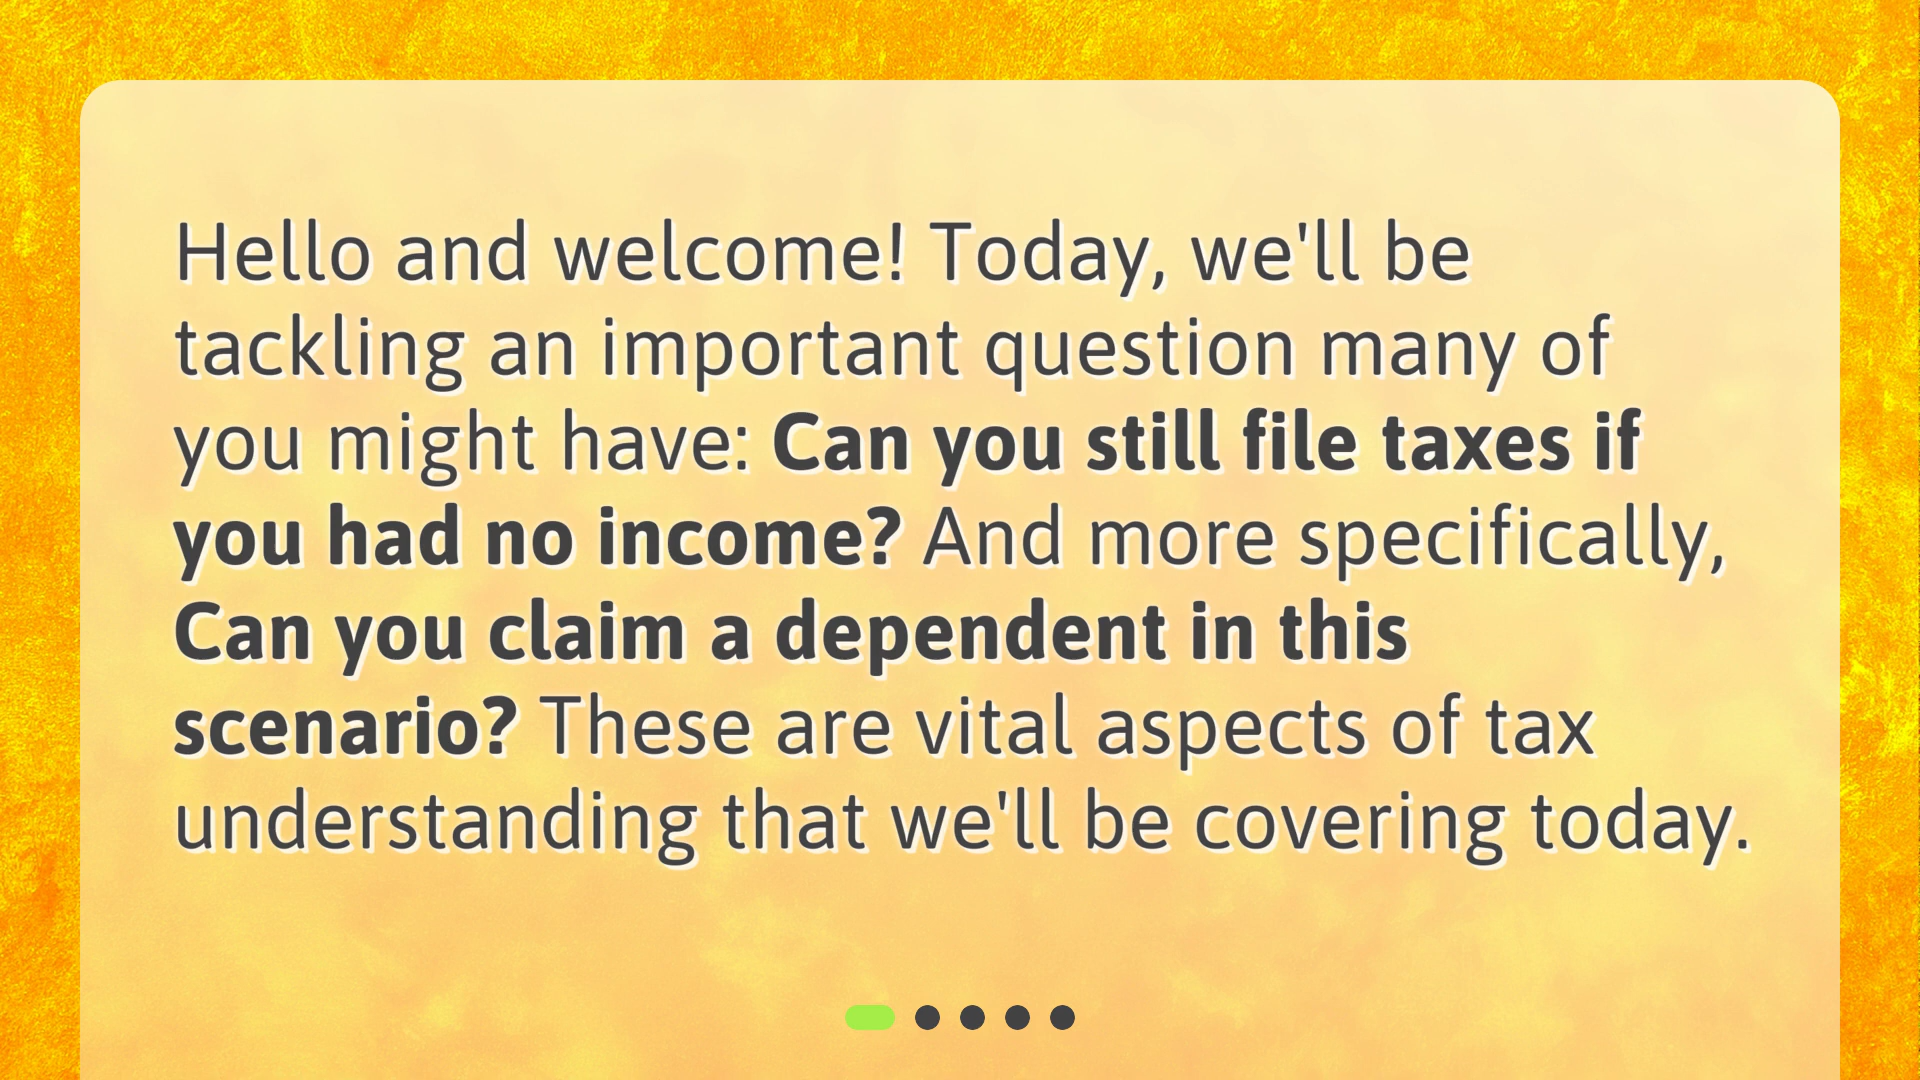 Hello and welcome! Today, we'll be
tackling an important question many of
you might have: Can you still file taxes if
you had no income? And more specifically,
Can you claim a dependent in this
scenario? These are vital aspects of tax
understanding that we'll be covering today.